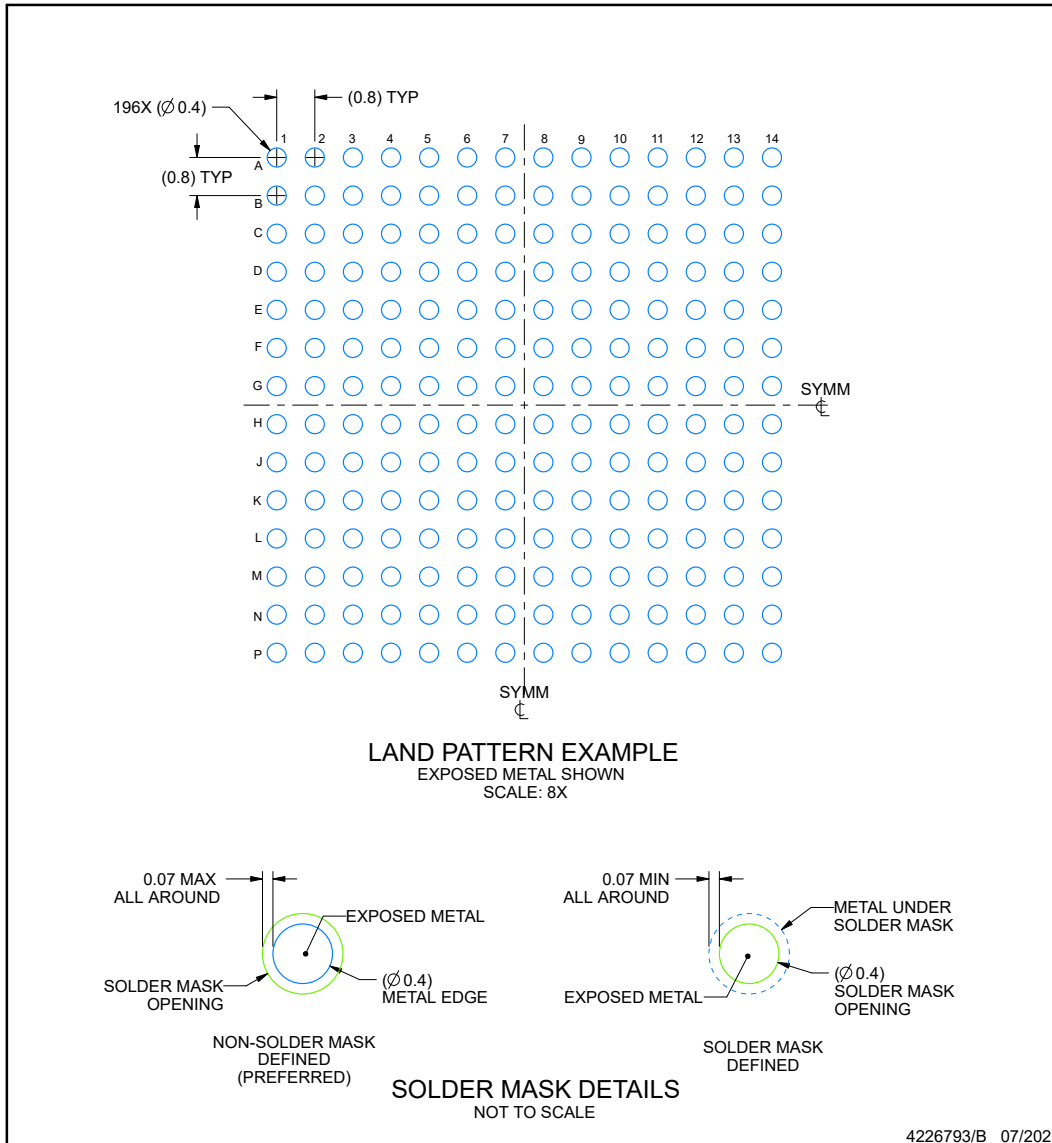 (0.8) TYP
196X (Ø 0.4)
1 2 3 4 5 6 7 8 9 10 11 12 13 14
A
(0.8) TYP
B
C
D
E
F
G
SYMM
℄
H
J
K
L
M
N
P
SYMM
℄
LAND PATTERN EXAMPLE
EXPOSED METAL SHOWN
SCALE: 8X
0.07 MAX
ALL AROUND
EXPOSED METAL
(Ø 0.4)
METAL EDGE
SOLDER MASK
OPENING
NON-SOLDER MASK
DEFINED
(PREFERRED)
0.07 MIN
ALL AROUND
METAL UNDER
SOLDER MASK
(Ø 0.4)
SOLDER MASK
OPENING
EXPOSED METAL
SOLDER MASK
DEFINED
SOLDER MASK DETAILS
NOT TO SCALE
4226793/B 07/202